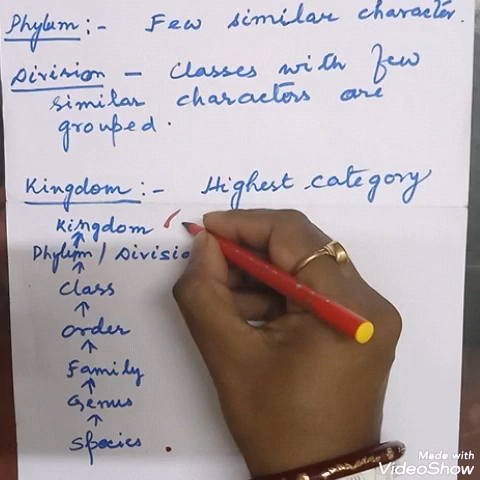 Phylum :- Few similar character.
Division - Classes with few
similar characters are
grouped.
Kingdom :- Highest category
Kingdom
↑
Phylum / Divisio
↑
Class
↑
Order
↑
Family
↑
Genus
↑
Species
Made with
VideoShow